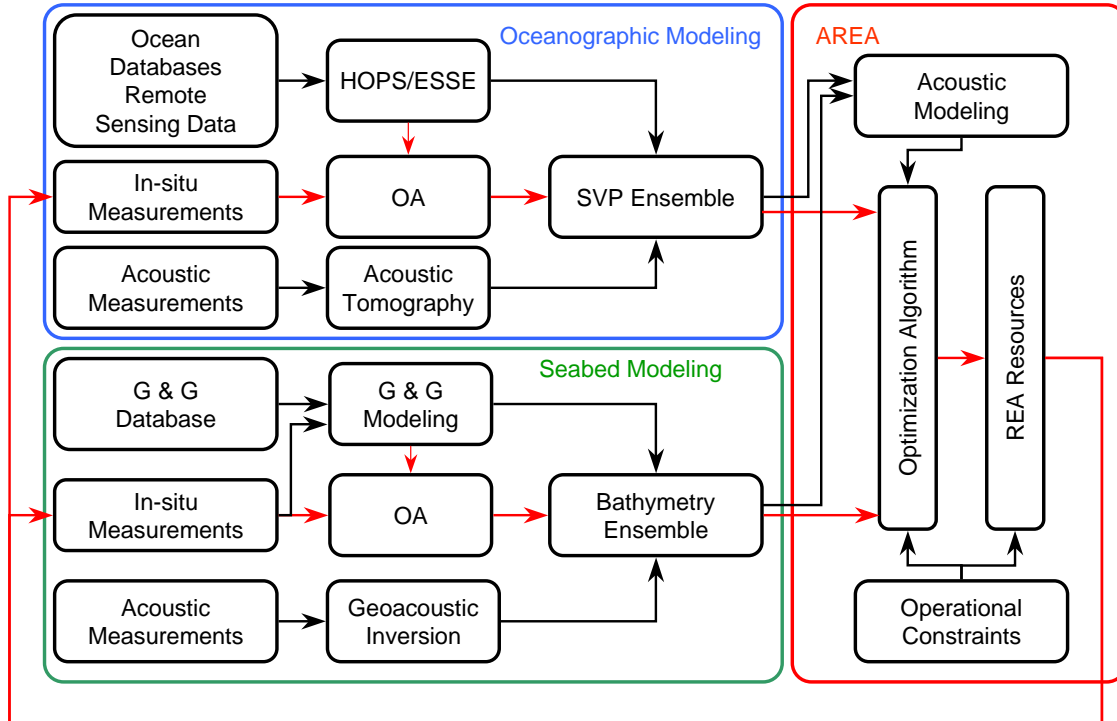 Oceanographic Modeling
Ocean
Databases
Remote
Sensing Data
HOPS/ESSE
In-situ
Measurements
OA
SVP Ensemble
Acoustic
Measurements
Acoustic
Tomography
Seabed Modeling
G & G
Database
G & G
Modeling
In-situ
Measurements
OA
Bathymetry
Ensemble
Acoustic
Measurements
Geoacoustic
Inversion
AREA
Acoustic
Modeling
Optimization Algorithm
REA Resources
Operational
Constraints